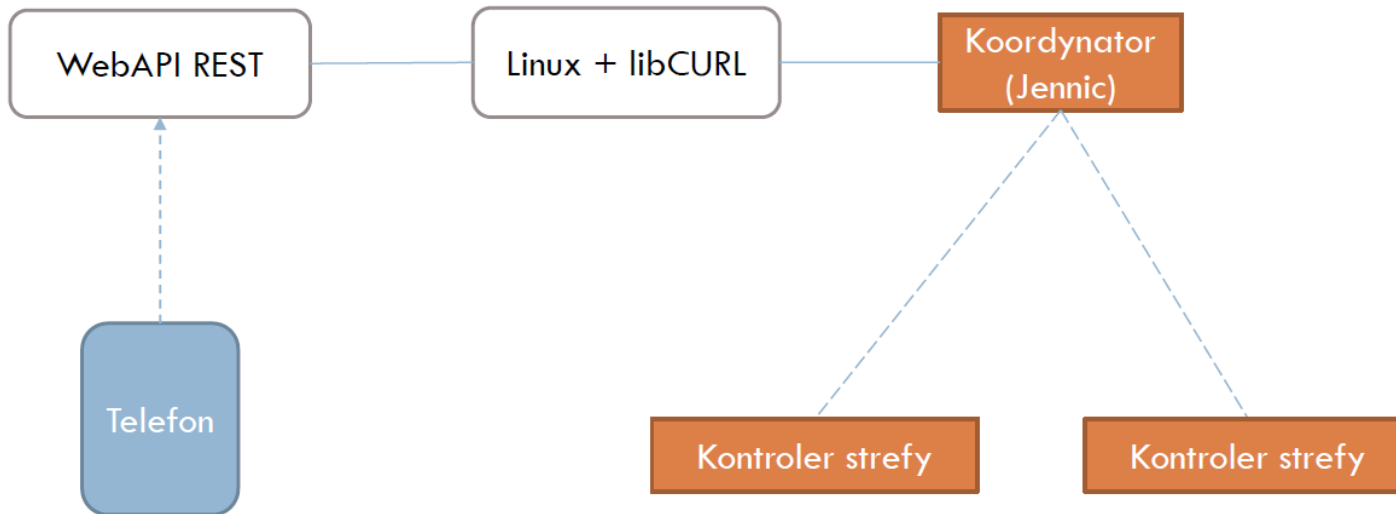 WebAPI REST
Linux + libCURL
Koordynator
(Jennic)
Telefon
Kontroler strefy
Kontroler strefy